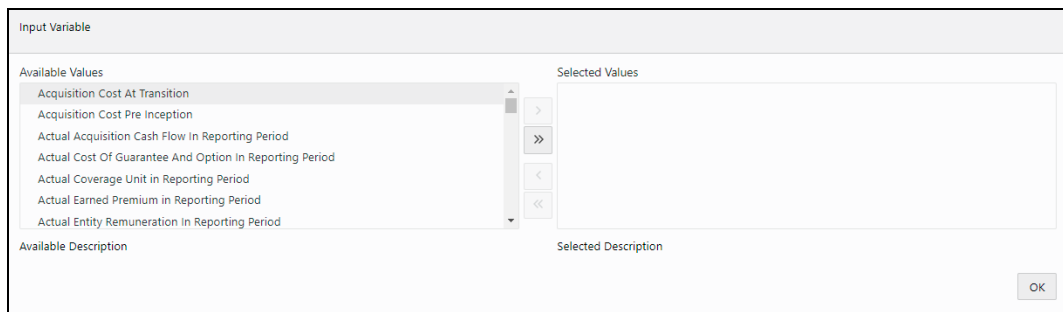 Input Variable
Available Values
Selected Values
Acquisition Cost At Transition
Acquisition Cost Pre Inception
Actual Acquisition Cash Flow In Reporting Period
Actual Cost Of Guarantee And Option In Reporting Period
Actual Coverage Unit in Reporting Period
Actual Earned Premium in Reporting Period
Actual Entity Remuneration In Reporting Period
Available Description
Selected Description
OK